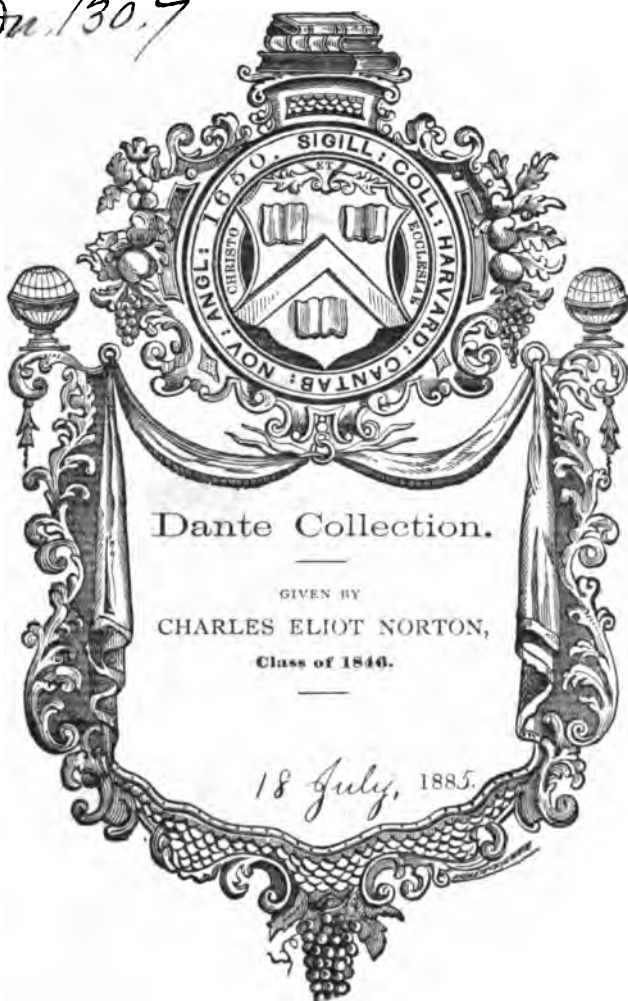 Dn. 130.7
SIGILL: COLL: HARVARD: CANTAB: NOV: ANGL: 1650.
CHRISTO
ET
ECCLESIAE
Dante Collection.
GIVEN BY
CHARLES ELIOT NORTON,
Class of 1846.
18 July, 1885.